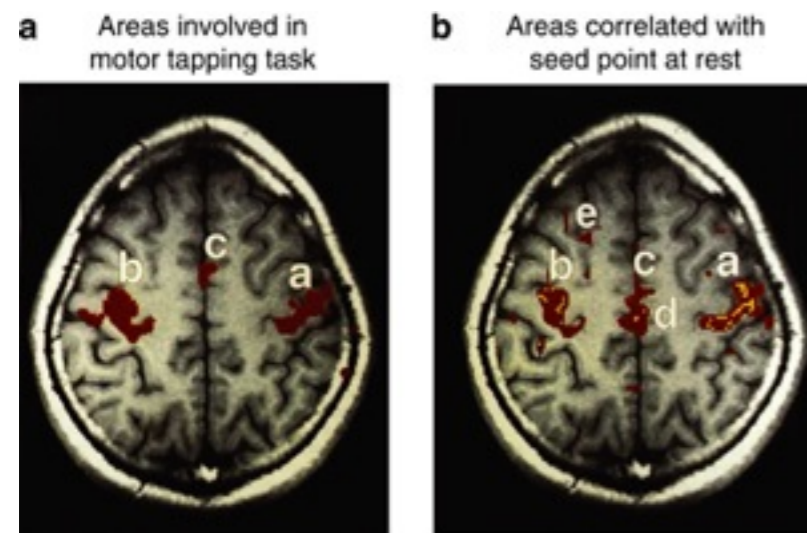 a Areas involved in
motor tapping task
b Areas correlated with
seed point at rest
b
c
a
e
b
c
a
d